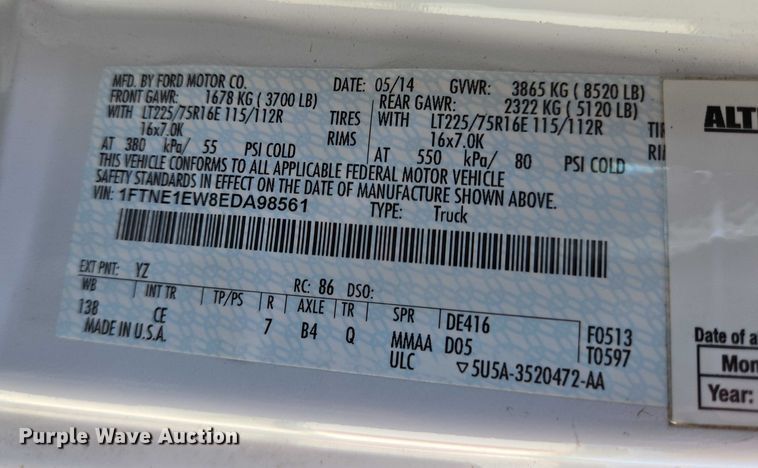 MFD. BY FORD MOTOR CO. DATE: 05/14 GVWR: 3865 KG ( 8520 LB)
FRONT GAWR: 1678 KG ( 3700 LB) REAR GAWR: 2322 KG ( 5120 LB)
WITH LT225/75R16E 115/112R TIRES WITH LT225/75R16E 115/112R TIR
16x7.0K RIMS 16x7.0K RI
AT 380 kPa/ 55 PSI COLD AT 550 kPa/ 80 PSI COLD
THIS VEHICLE CONFORMS TO ALL APPLICABLE FEDERAL MOTOR VEHICLE
SAFETY STANDARDS IN EFFECT ON THE DATE OF MANUFACTURE SHOWN ABOVE.
VIN: 1FTNE1EW8EDA98561 TYPE: Truck
EXT PNT: YZ RC: 86 DSO:
WB INT TR TP/PS R AXLE TR SPR DE416 F0513
138 CE 7 B4 Q MMAA D05 T0597
MADE IN U.S.A. ULC ▽5U5A-3520472-AA
ALT
Date of a
Mon
Year:
Purple Wave Auction